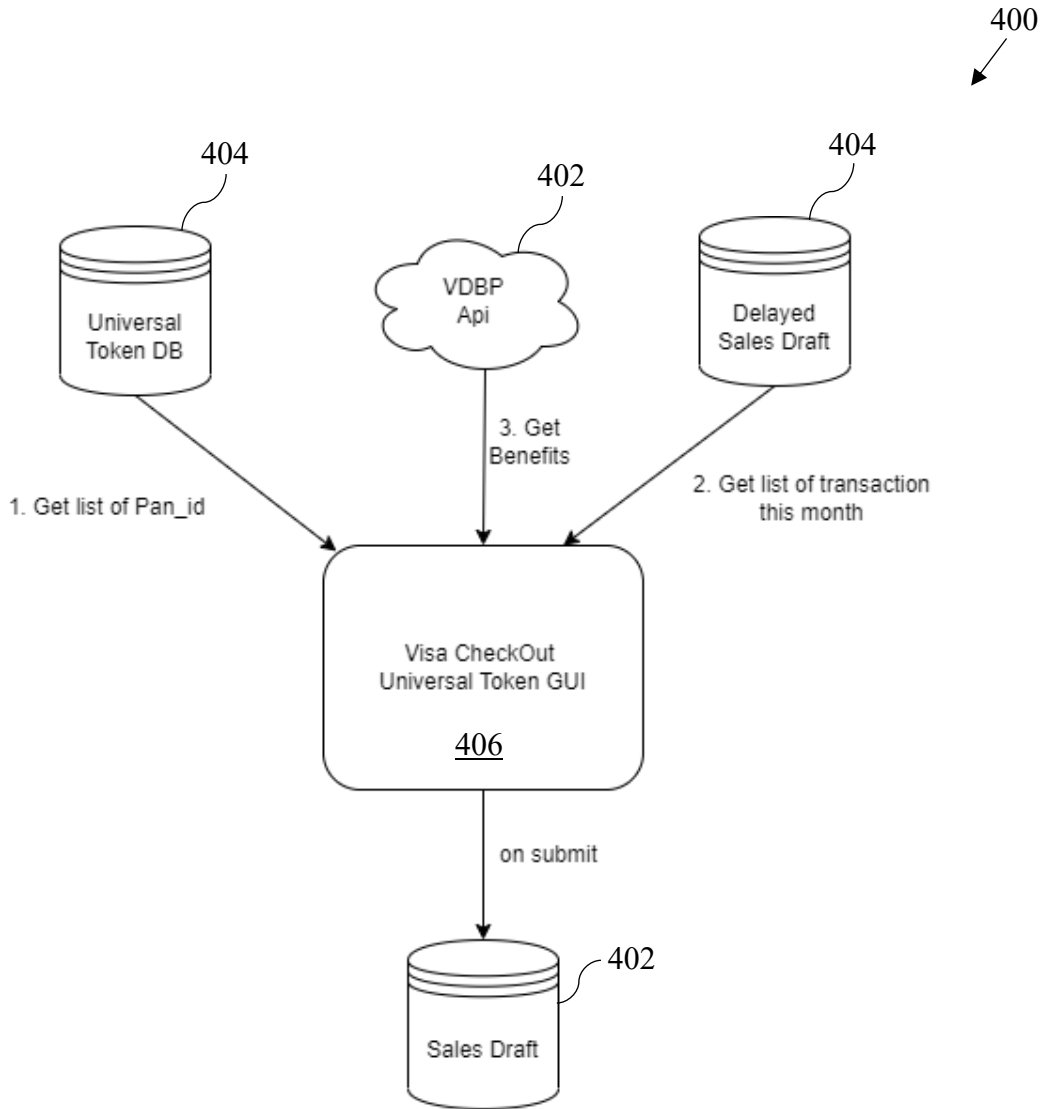 400
404
402
404
Universal
Token DB
VDBP
Api
Delayed
Sales Draft
1. Get list of Pan_id
3. Get
Benefits
2. Get list of transaction
this month
Visa CheckOut
Universal Token GUI
406
on submit
402
Sales Draft